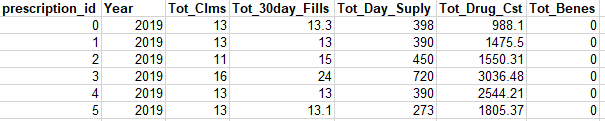 prescription_id Year Tot_Clms Tot_30day_Fills Tot_Day_Suply Tot_Drug_Cst Tot_Benes
0 2019 13 13.3 398 988.1 0
1 2019 13 13 390 1475.5 0
2 2019 11 15 450 1550.31 0
3 2019 16 24 720 3036.48 0
4 2019 13 13 390 2544.21 0
5 2019 13 13.1 273 1805.37 0